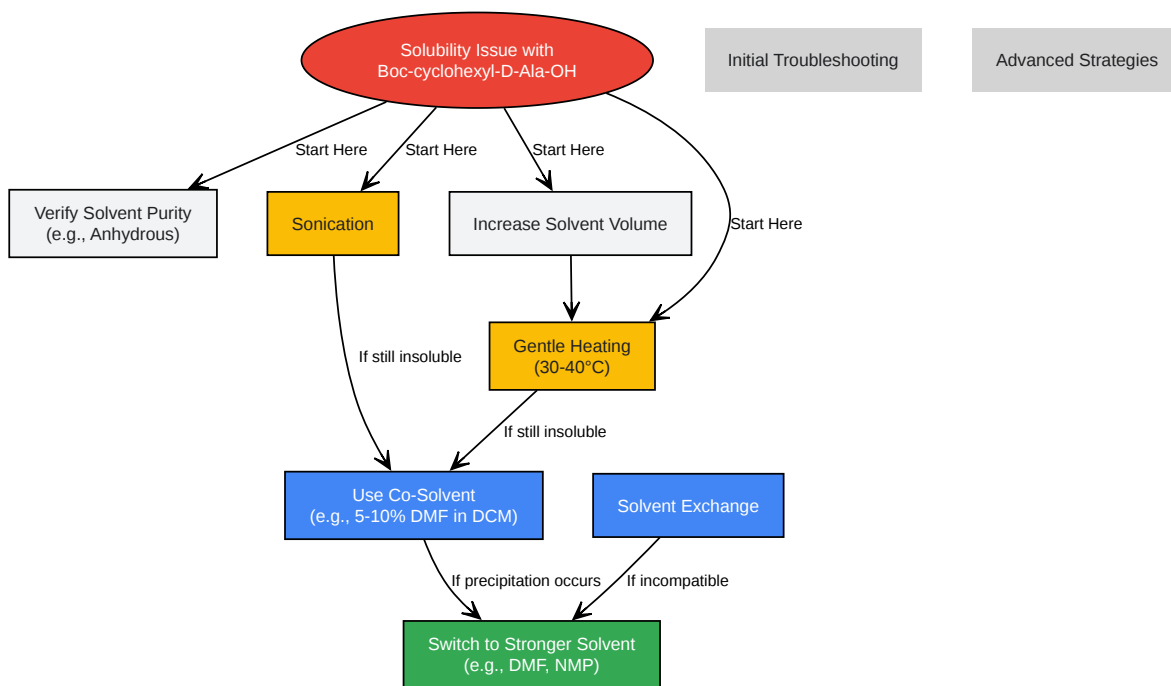 Solubility Issue with
Boc-cyclohexyl-D-Ala-OH
Initial Troubleshooting
Advanced Strategies
Start Here
Start Here
Start Here
Start Here
Verify Solvent Purity
(e.g., Anhydrous)
Sonication
Increase Solvent Volume
Gentle Heating
(30-40°C)
If still insoluble
If still insoluble
Use Co-Solvent
(e.g., 5-10% DMF in DCM)
Solvent Exchange
If precipitation occurs
If incompatible
Switch to Stronger Solvent
(e.g., DMF, NMP)